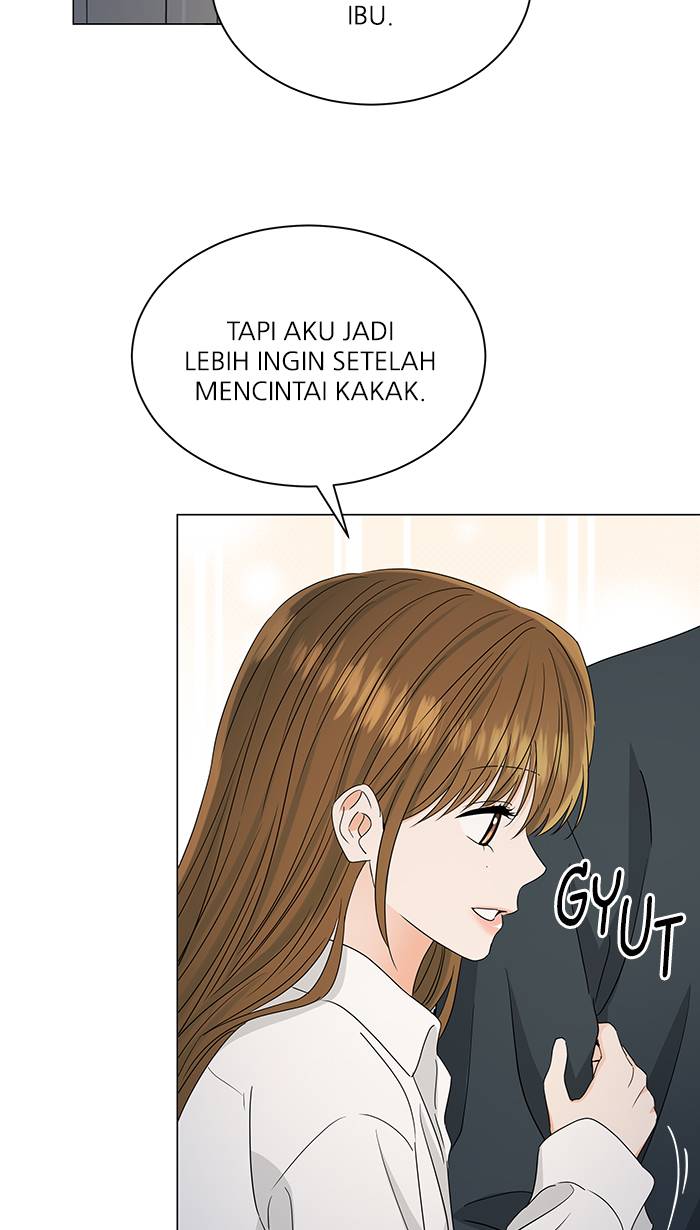 IBU.
TAPI AKU JADI
LEBIH INGIN SETELAH
MENCINTAI KAKAK.
GYUT